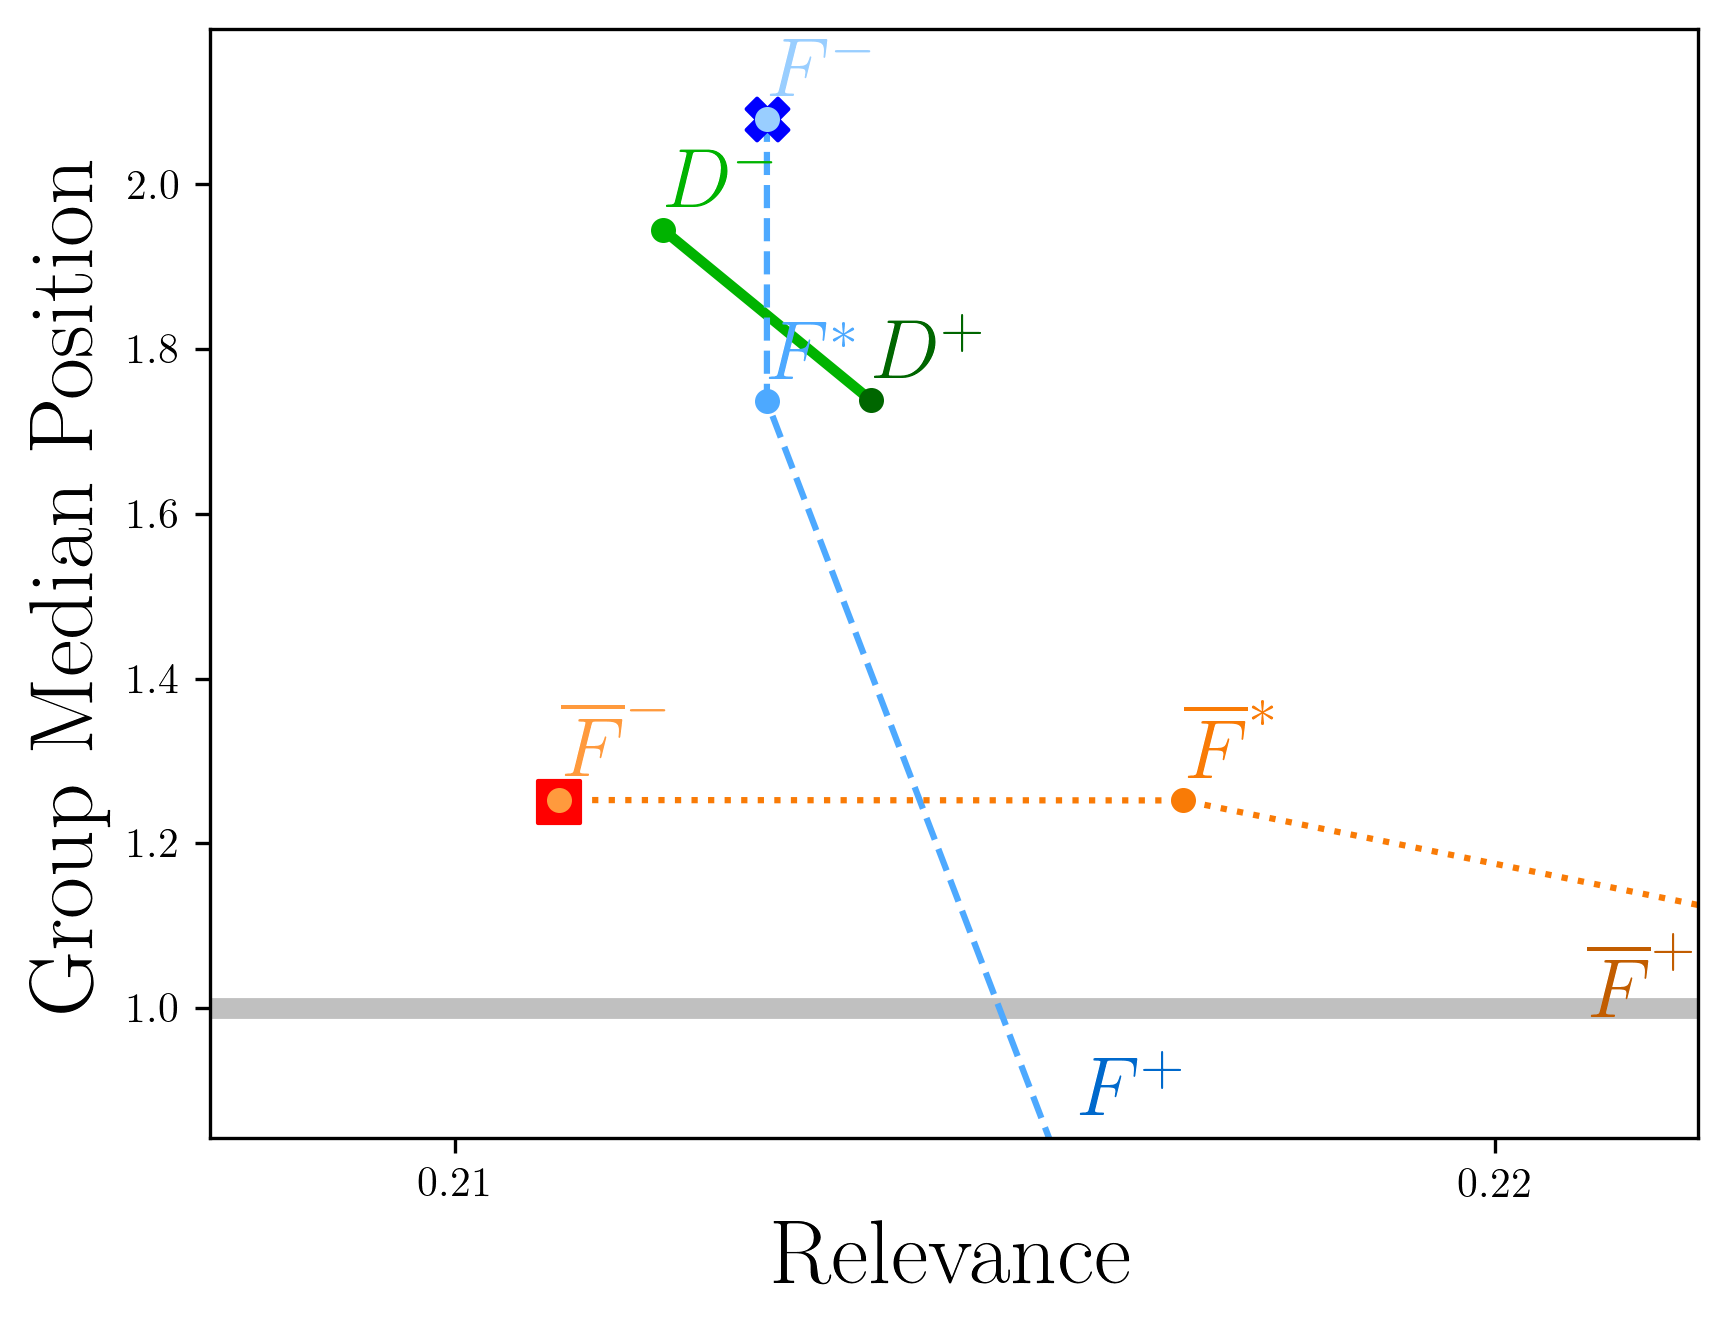 F⁻
D⁻
2.0
F* D⁺
1.8
1.6
1.4
F̅⁻ F̅*
1.2
F̅⁺
1.0
F⁺
0.21 0.22
Relevance
Group Median Position